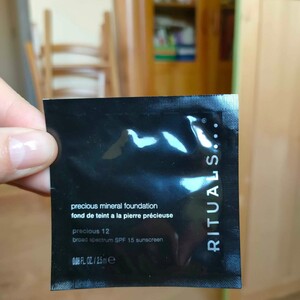 precious mineral foundation
fond de teint a la pierre précieuse
precious 12
broad spectrum SPF 15 sunscreen
RITUALS...